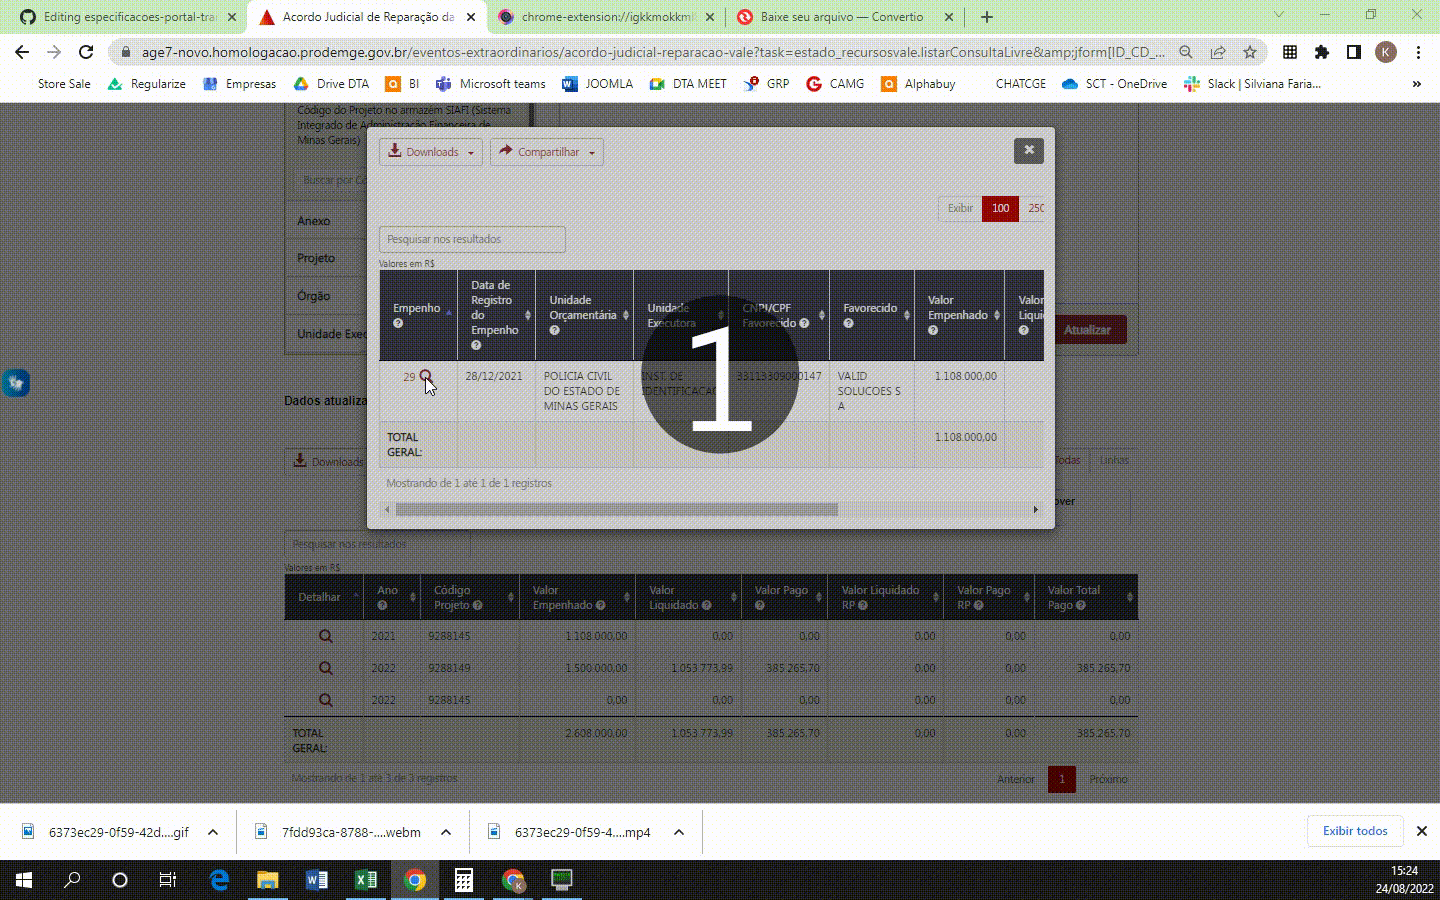 Editing especificacoes-portal-tra
Acordo Judicial de Reparação da
chrome-extension://igkkmokkmlb
Baixe seu arquivo — Convertio
age7-novo.homologacao.prodemge.gov.br/eventos-extraordinarios/acordo-judicial-reparacao-vale?task=estado_recursosvale.listarConsultaLivre&amp;jform[ID_CD_...
K
Store Sale
Regularize
Empresas
Drive DTA
BI
Microsoft teams
JOOMLA
DTA MEET
GRP
CAMG
Alphabuy
CHATCGE
SCT - OneDrive
Slack | Silviana Faria...
»
Código do Projeto no armazém SIAFI (Sistema
Integrado de Administração Financeira de
Minas Gerais)
Buscar por Co
Anexo
Projeto
Órgão
Unidade Exec
Atualizar
Dados atualiza
Downloads
Compartilhar
Exibir 100 250
Pesquisar nos resultados
Valores em R$
Empenho
Data de
Registro
do
Empenho
Unidade
Orçamentária
Unidade
Executora
CNPJ/CPF
Favorecido
Favorecido
Valor
Empenhado
Valor
Liqui
29
28/12/2021
POLICIA CIVIL
DO ESTADO DE
MINAS GERAIS
INST. DE
IDENTIFICACAO
33113309000147
VALID
SOLUCOES S
A
1.108.000,00
TOTAL
GERAL:
1.108.000,00
Mostrando de 1 até 1 de 1 registros
1
Downloads
Todas
Linhas
over
Pesquisar nos resultados
Valores em R$
Detalhar
Ano
Código
Projeto
Valor
Empenhado
Valor
Liquidado
Valor Pago
Valor Liquidado
RP
Valor Pago
RP
Valor Total
Pago
2021 9288145 1.108.000,00 0,00 0,00 0,00 0,00 0,00
2022 9288149 1.500.000,00 1.053.773,99 385.265,70 0,00 0,00 385.265,70
2022 9288145 0,00 0,00 0,00 0,00 0,00 0,00
TOTAL
GERAL:
2.608.000,00 1.053.773,99 385.265,70 0,00 0,00 385.265,70
Mostrando de 1 até 3 de 3 registros
Anterior 1 Próximo
6373ec29-0f59-42d....gif
7fdd93ca-8788-....webm
6373ec29-0f59-4....mp4
Exibir todos
15:24
24/08/2022